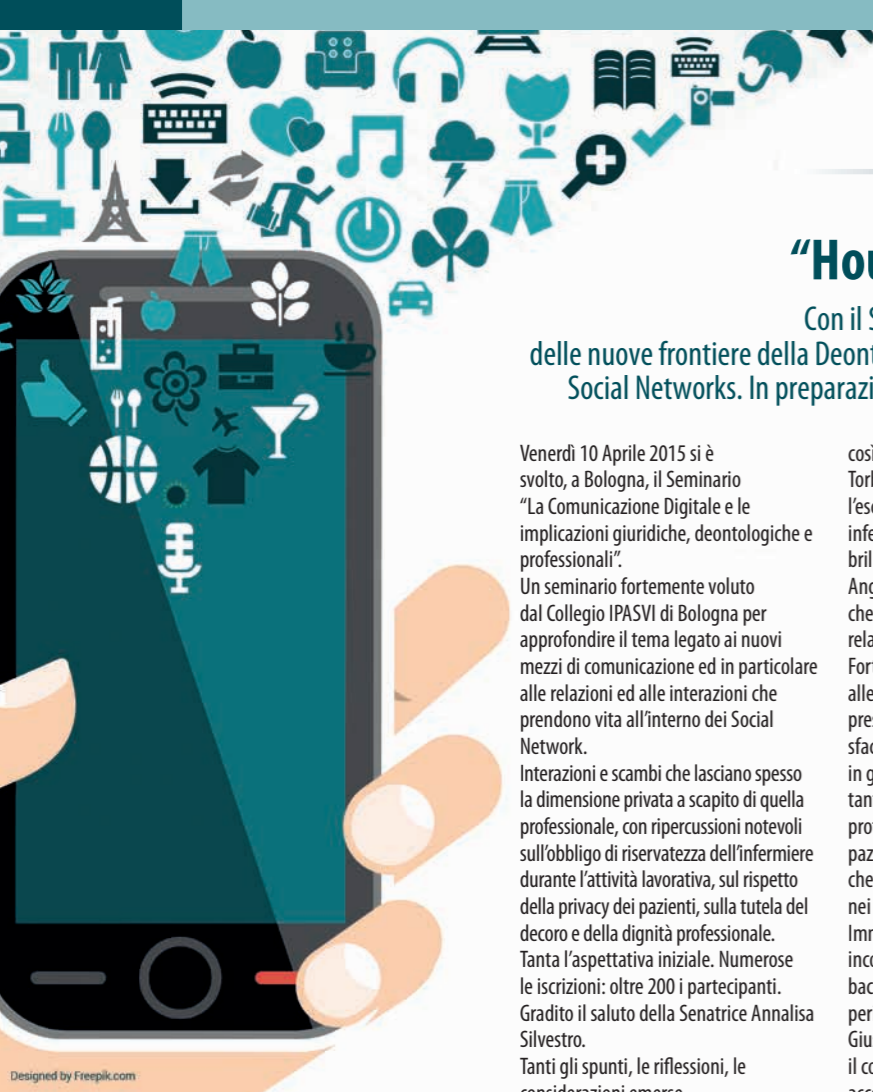 “Hou
Con il S
delle nuove frontiere della Deont
Social Networks. In preparazi
Venerdì 10 Aprile 2015 si è
svolto, a Bologna, il Seminario
“La Comunicazione Digitale e le
implicazioni giuridiche, deontologiche e
professionali”.
Un seminario fortemente voluto
dal Collegio IPASVI di Bologna per
approfondire il tema legato ai nuovi
mezzi di comunicazione ed in particolare
alle relazioni ed alle interazioni che
prendono vita all’interno dei Social
Network.
Interazioni e scambi che lasciano spesso
la dimensione privata a scapito di quella
professionale, con ripercussioni notevoli
sull’obbligo di riservatezza dell’infermiere
durante l’attività lavorativa, sul rispetto
della privacy dei pazienti, sulla tutela del
decoro e della dignità professionale.
Tanta l’aspettativa iniziale. Numerose
le iscrizioni: oltre 200 i partecipanti.
Gradito il saluto della Senatrice Annalisa
Silvestro.
Tanti gli spunti, le riflessioni, le
considerazioni emerse
così
Torl
l’eso
infe
bril
Ang
che
rela
Fort
alle
pres
sfac
in g
tant
prof
paz
che
nei
Imn
inco
bac
per
Giu
il co
Designed by Freepik.com